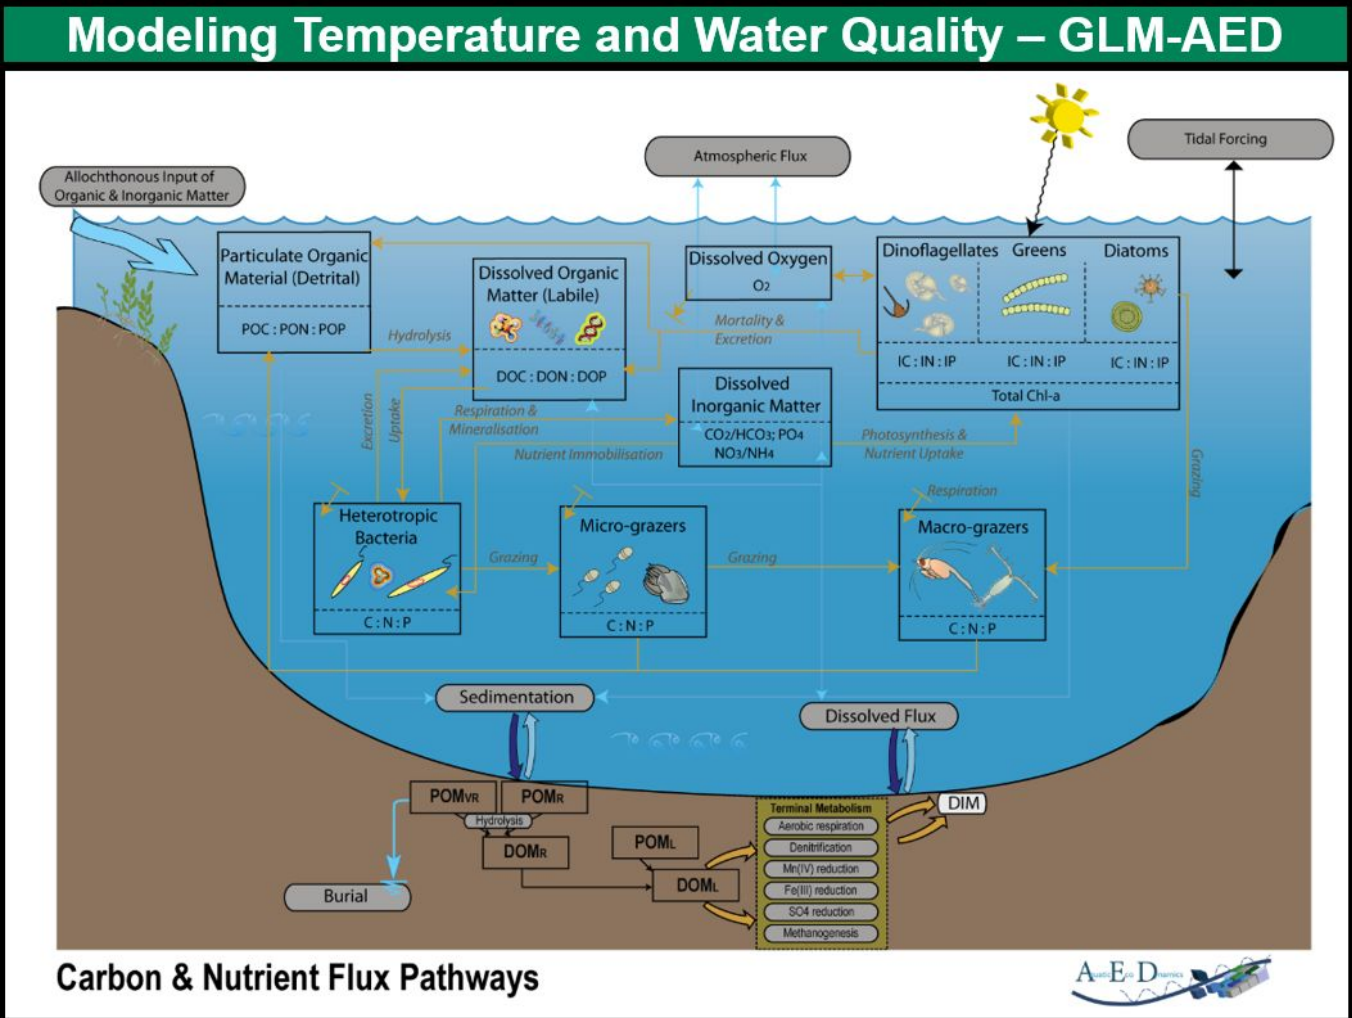 Modeling Temperature and Water Quality – GLM-AED
Allochthonous Input of
Organic & Inorganic Matter
Atmospheric Flux
Tidal Forcing
Particulate Organic
Material (Detrital)
POC : PON : POP
Hydrolysis
Dissolved Organic
Matter (Labile)
DOC : DON : DOP
Dissolved Oxygen
O2
Mortality &
Excretion
Dinoflagellates
Greens
Diatoms
IC : IN : IP
IC : IN : IP
IC : IN : IP
Total Chl-a
Dissolved
Inorganic Matter
CO2/HCO3; PO4
NO3/NH4
Excretion
Uptake
Respiration &
Mineralisation
Nutrient Immobilisation
Photosynthesis &
Nutrient Uptake
Grazing
Respiration
Heterotropic
Bacteria
C : N : P
Grazing
Micro-grazers
C : N : P
Grazing
Macro-grazers
C : N : P
Sedimentation
Dissolved Flux
POMVR
POMR
Hydrolysis
DOMR
POML
DOML
Burial
Terminal Metabolism
Aerobic respiration
Denitrification
Mn(IV) reduction
Fe(III) reduction
SO4 reduction
Methanogenesis
DIM
Carbon & Nutrient Flux Pathways
Aquatic Eco Dynamics